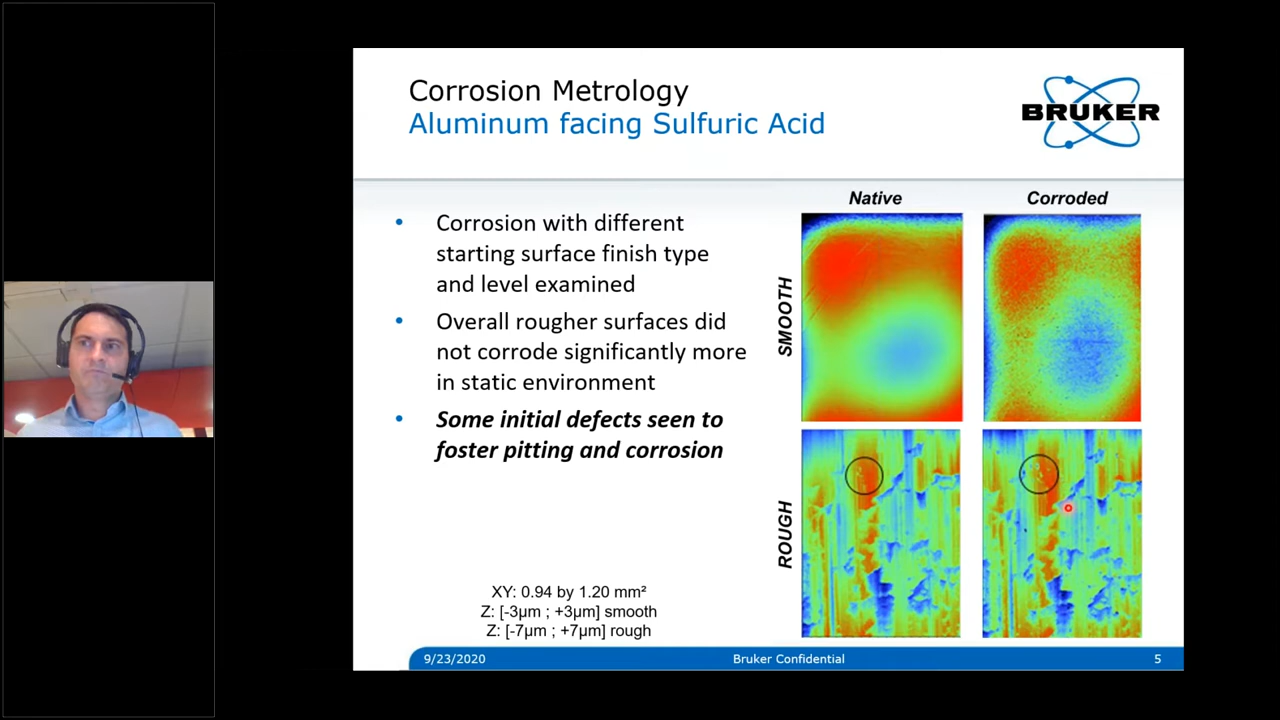 Corrosion Metrology
Aluminum facing Sulfuric Acid
BRUKER
• Corrosion with different
starting surface finish type
and level examined
• Overall rougher surfaces did
not corrode significantly more
in static environment
• Some initial defects seen to
foster pitting and corrosion
XY: 0.94 by 1.20 mm²
Z: [-3µm ; +3µm] smooth
Z: [-7µm ; +7µm] rough
Native
Corroded
SMOOTH
ROUGH
9/23/2020
Bruker Confidential
5